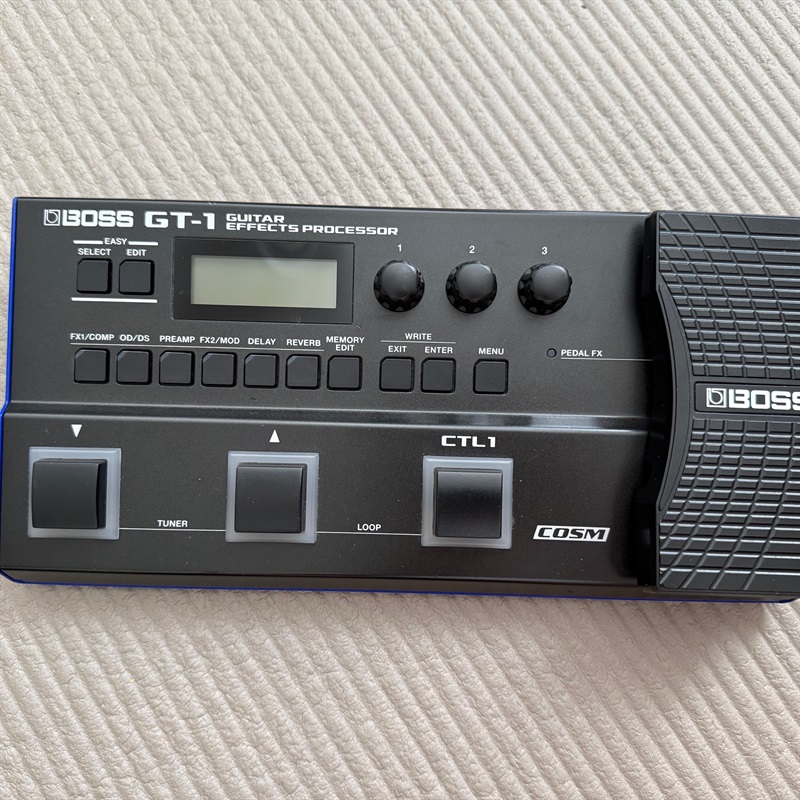 BOSS GT-1 GUITAR
EFFECTS PROCESSOR
EASY
SELECT EDIT
1 2 3
FX1/COMP OD/DS PREAMP FX2/MOD DELAY REVERB MEMORY
EDIT
WRITE
EXIT ENTER
MENU
PEDAL FX
BOSS
▼ ▲ CTL1
TUNER LOOP
COSM